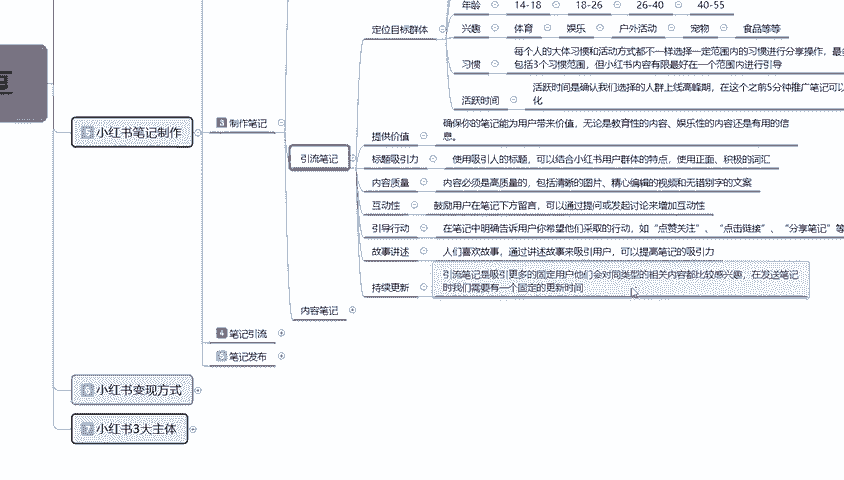 年龄 14-18 18-26 26-40 40-55
定位目标群体
兴趣 体育 娱乐 户外活动 宠物 食品等等
每个人的大体习惯和活动方式都不一样选择一定范围内的习惯进行分享操作，最
习惯
包括3个习惯范围，但小红书内容有限最好在一个范围内进行引导
活跃时间是确认我们选择的人群上线高峰期，在这个之前5分钟推广笔记可以
活跃时间
化
5 小红书笔记制作
3 制作笔记
引流笔记
确保你的笔记能为用户带来价值，无论是教育性的内容、娱乐性的内容还是有用的信
提供价值
息。
标题吸引力 使用吸引人的标题，可以结合小红书用户群体的特点，使用正面、积极的词汇
内容质量 内容必须是高质量的，包括清晰的图片、精心编辑的视频和无错别字的文案
互动性 鼓励用户在笔记下方留言，可以通过提问或发起讨论来增加互动性
引导行动 在笔记中明确告诉用户你希望他们采取的行动，如“点赞关注”、“点击链接”、“分享笔记”等
故事讲述 人们喜欢故事，通过讲述故事来吸引用户，可以提高笔记的吸引力
引流笔记是吸引更多的固定用户他们会对同类型的相关内容都比较感兴趣，在发送笔记
持续更新
时我们需要有一个固定的更新时间
内容笔记
4 笔记引流
5 笔记发布
6 小红书变现方式
7 小红书3大主体